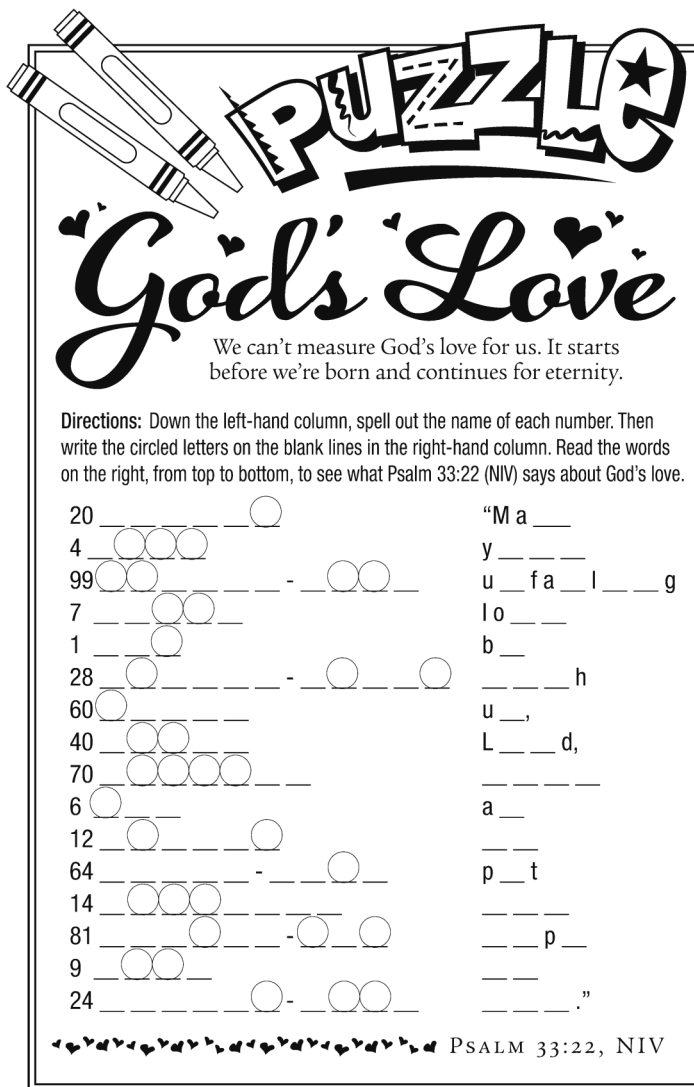 PUZZLE
God's Love
We can't measure God's love for us. It starts
before we're born and continues for eternity.
Directions: Down the left-hand column, spell out the name of each number. Then
write the circled letters on the blank lines in the right-hand column. Read the words
on the right, from top to bottom, to see what Psalm 33:22 (NIV) says about God's love.
20 _ _ _ _ _ _ "M a _
4 _ _ _ _ y _ _ _
99 _ _ _ _ _ _ - _ _ _ _ u _ f a _ l _ _ g
7 _ _ _ _ _ l o _ _
1 _ _ _ b _
28 _ _ _ _ _ _ - _ _ _ _ _ _ _ _ _ h
60 _ _ _ _ _ u _ ,
40 _ _ _ _ _ L _ _ d,
70 _ _ _ _ _ _ _ _ _ _ _ _
6 _ _ _ a _
12 _ _ _ _ _ _ _ _
64 _ _ _ _ _ - _ _ _ _ p _ t
14 _ _ _ _ _ _ _ _ _ _ _
81 _ _ _ _ _ _ - _ _ _ _ _ p _
9 _ _ _ _ _ _
24 _ _ _ _ _ _ - _ _ _ _ _ _ _ _ ."
PSALM 33:22, NIV